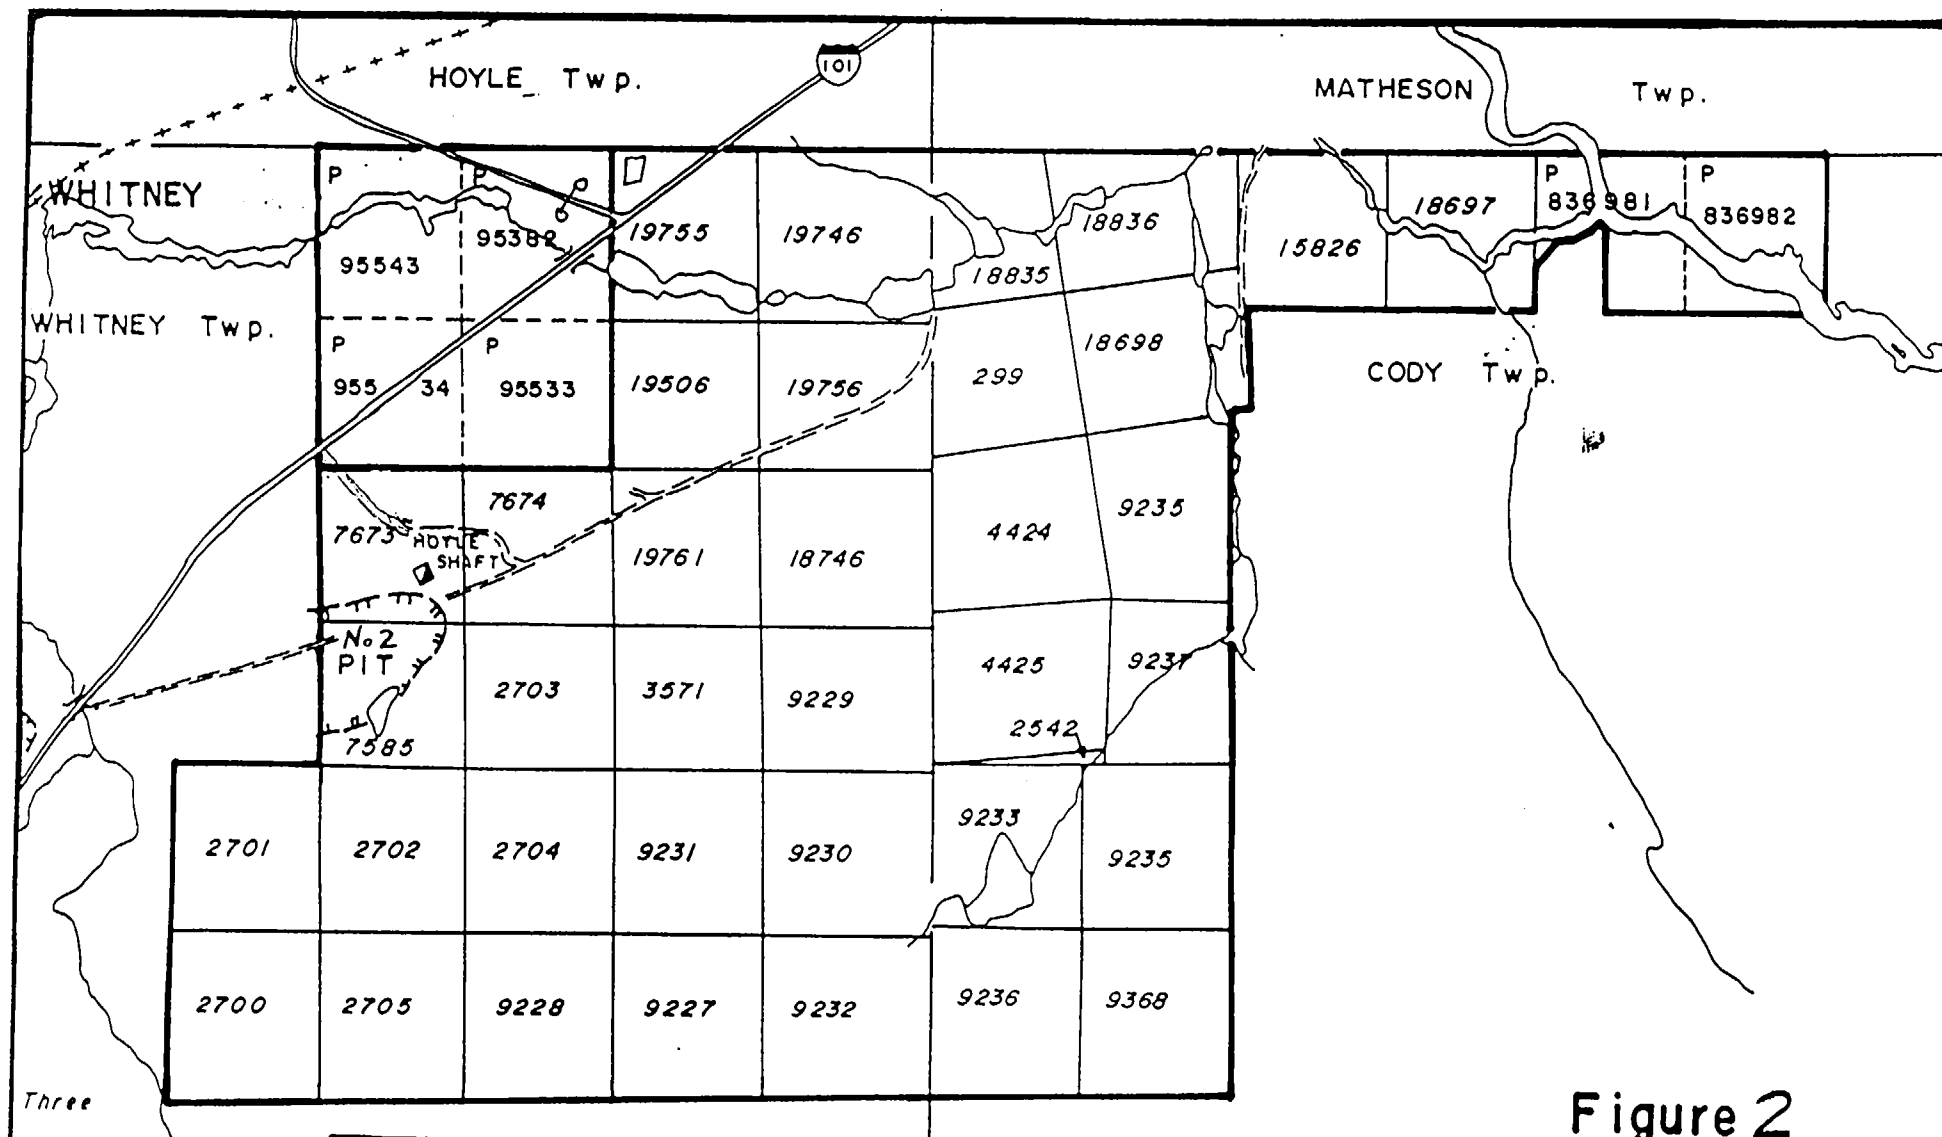 HOYLE Twp.
101
MATHESON Twp.
WHITNEY
P
P
P
836981
P
836982
95543
95382
19755
19746
18836
18835
15826
18697
WHITNEY Twp.
P
955 34
P
95533
19506
19756
299
18698
CODY Twp.
7673
7674
HOYLE
SHAFT
19761
18746
4424
9235
No.2
PIT
7585
2703
3571
9229
4425
9237
2542
2701
2702
2704
9231
9230
9233
9235
2700
2705
9228
9227
9232
9236
9368
Three
Figure 2